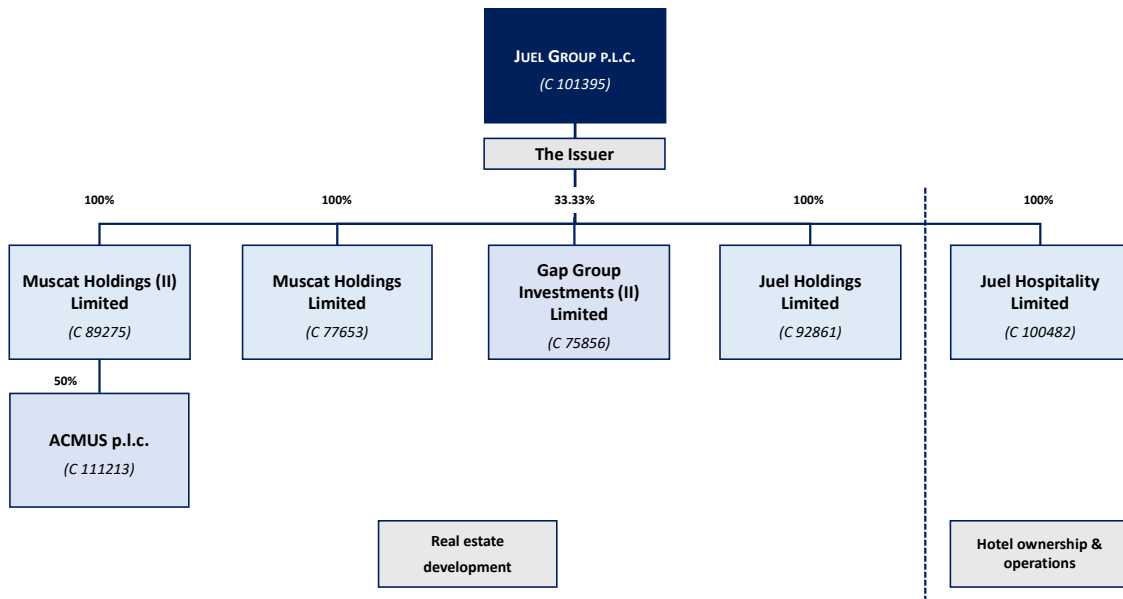 JUEL GROUP P.L.C.
(C 101395)
The Issuer
100%
100%
33.33%
100%
100%
Muscat Holdings (II)
Limited
(C 89275)
Muscat Holdings
Limited
(C 77653)
Gap Group
Investments (II)
Limited
(C 75856)
Juel Holdings
Limited
(C 92861)
Juel Hospitality
Limited
(C 100482)
50%
ACMUS p.l.c.
(C 111213)
Real estate
development
Hotel ownership &
operations